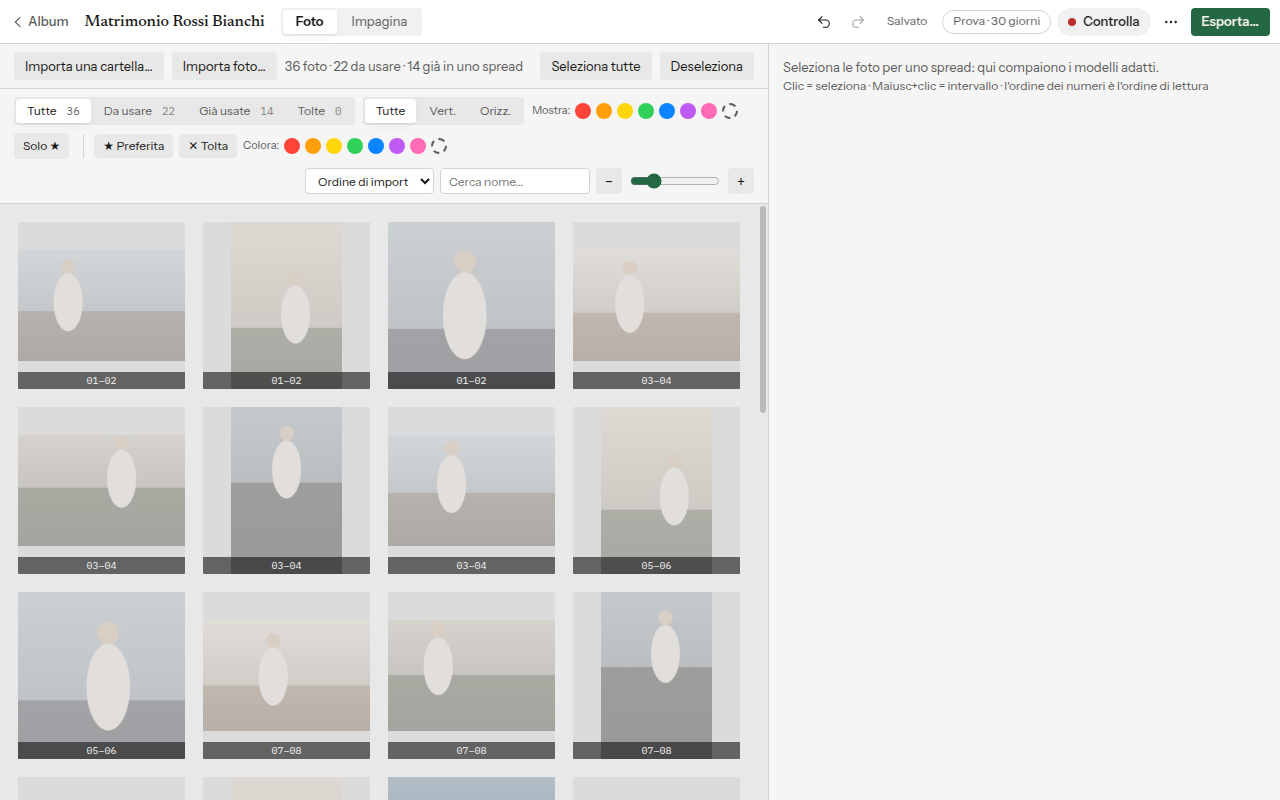 Album Matrimonio Rossi Bianchi Foto Impagina Salvato Prova · 30 giorni Controlla Esporta...
Importa una cartella... Importa foto... 36 foto · 22 da usare · 14 già in uno spread Seleziona tutte Deseleziona
Tutte 36 Da usare 22 Già usate 14 Tolte 0 Tutte Vert. Orizz. Mostra:
Solo ★ ★ Preferita ✕ Tolta Colora:
Ordine di import Cerca nome... − +
Seleziona le foto per uno spread: qui compaiono i modelli adatti.
Clic = seleziona · Maiusc+clic = intervallo · l'ordine dei numeri è l'ordine di lettura
01–02 01–02 01–02 03–04
03–04 03–04 03–04 05–06
05–06 07–08 07–08 07–08